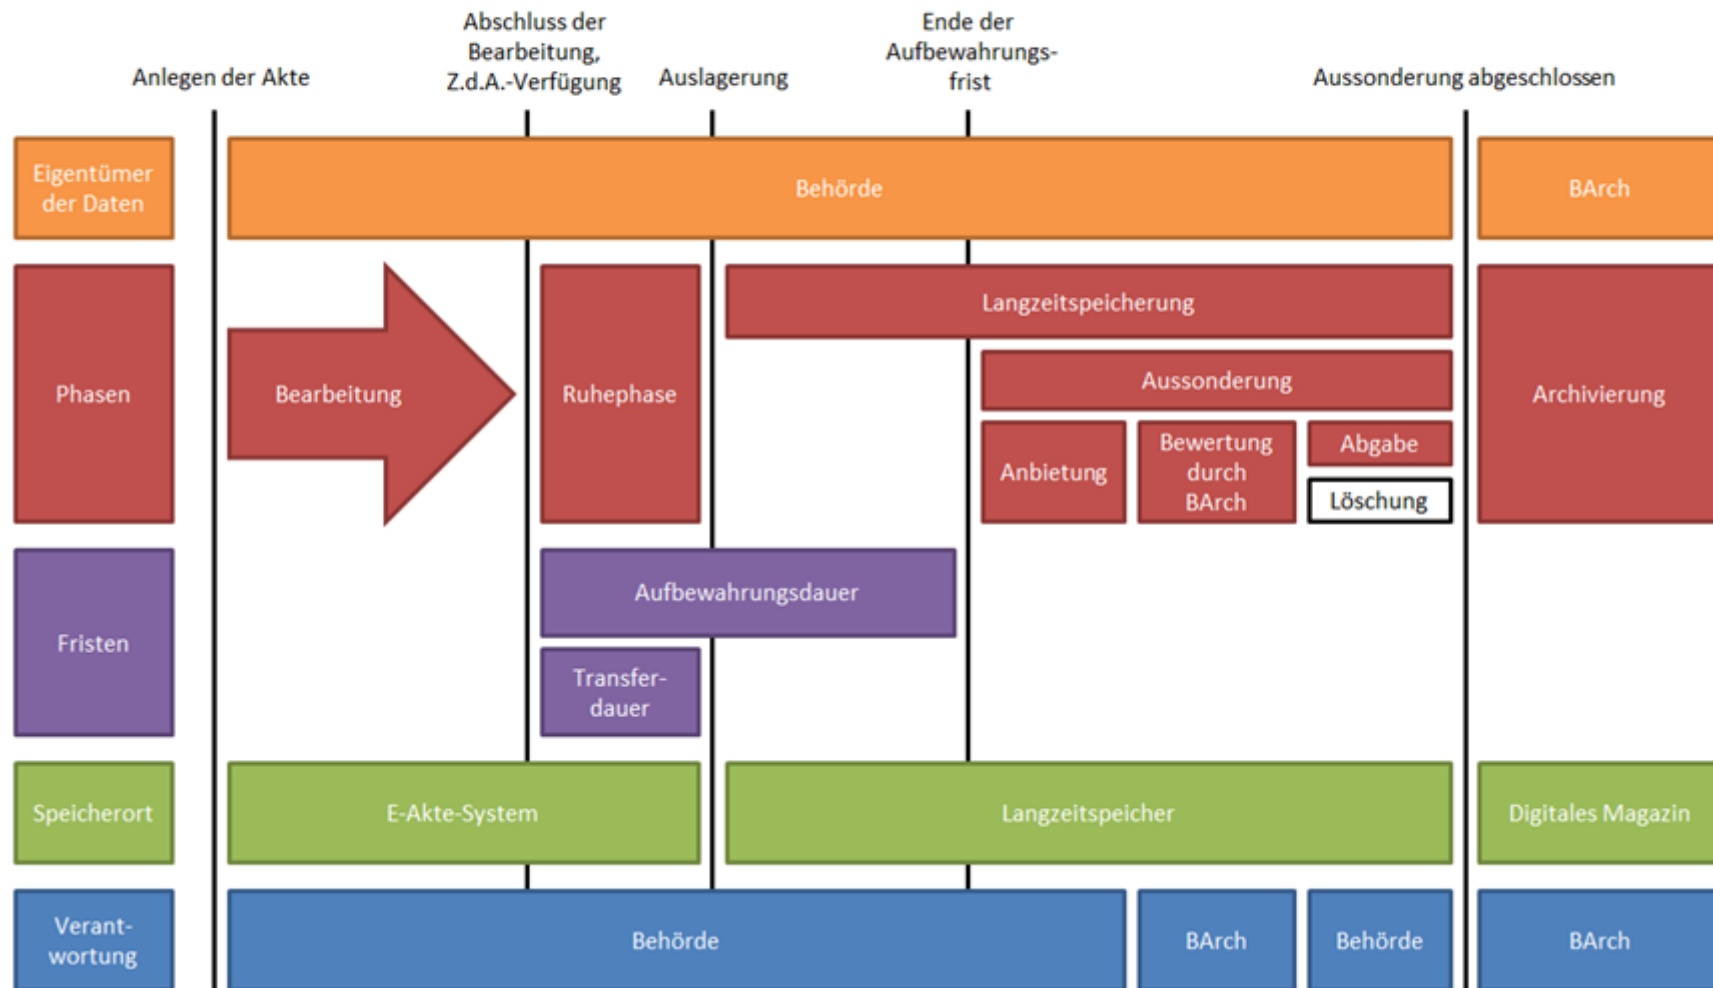 Anlegen der Akte
Abschluss der
Bearbeitung,
Z.d.A.-Verfügung
Auslagerung
Ende der
Aufbewahrungs-
frist
Aussonderung abgeschlossen
Eigentümer
der Daten
Behörde
BArch
Phasen
Bearbeitung
Ruhephase
Langzeitspeicherung
Aussonderung
Anbietung
Bewertung
durch
BArch
Abgabe
Löschung
Archivierung
Fristen
Aufbewahrungsdauer
Transfer-
dauer
Speicherort
E-Akte-System
Langzeitspeicher
Digitales Magazin
Verant-
wortung
Behörde
BArch
Behörde
BArch